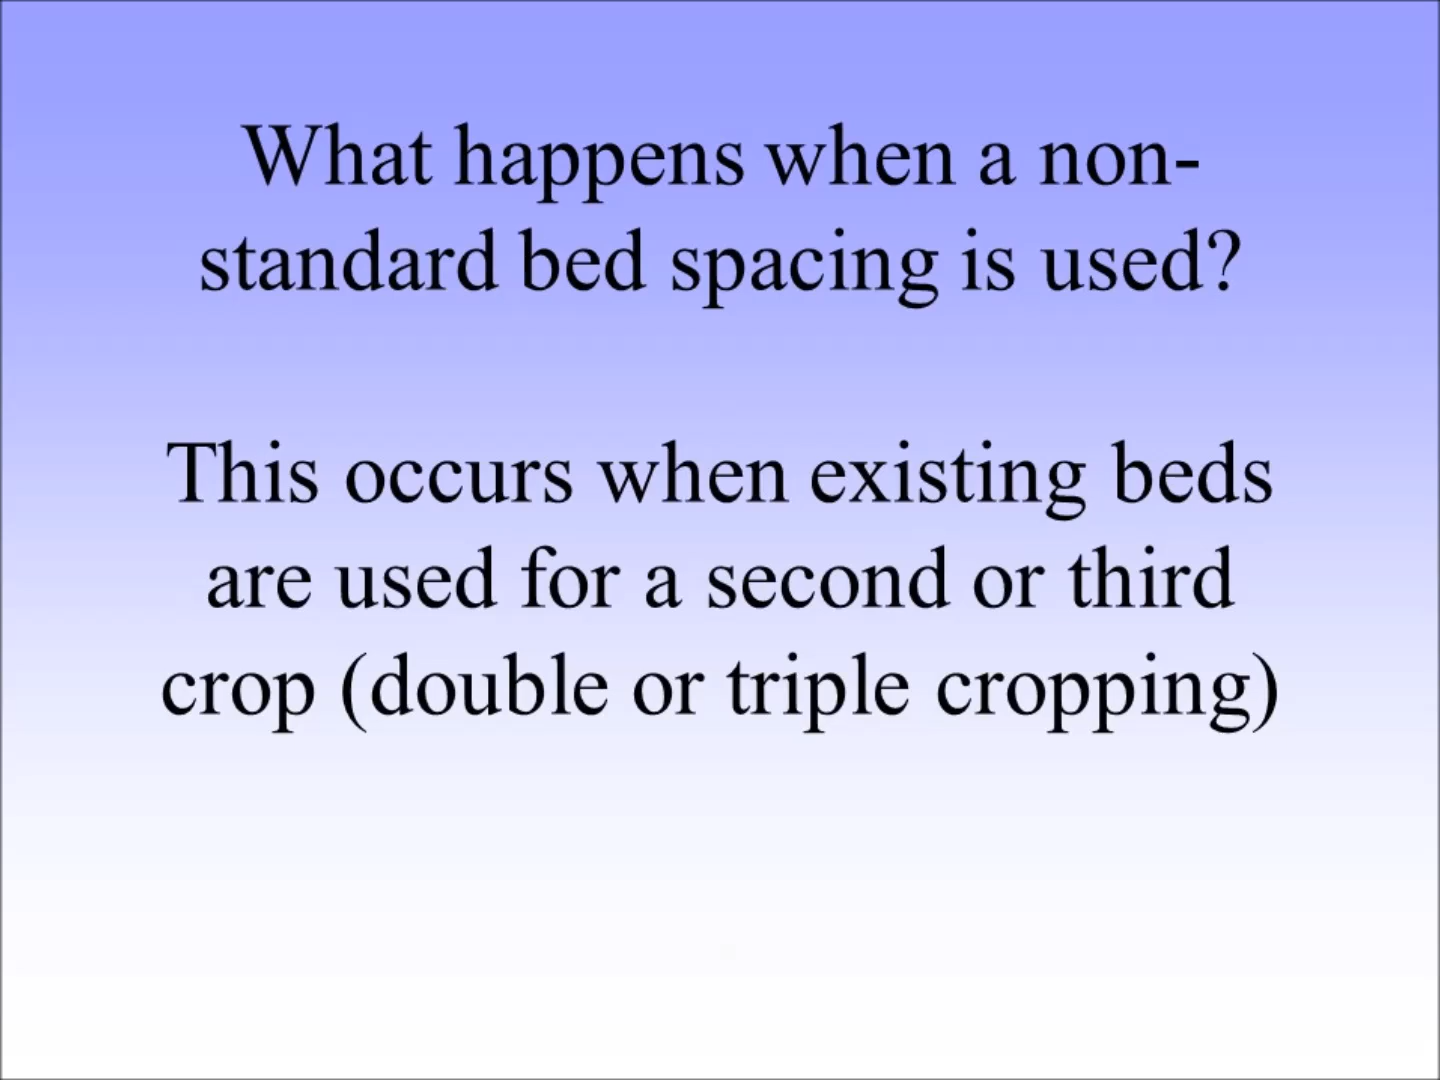 What happens when a non-
standard bed spacing is used?
This occurs when existing beds
are used for a second or third
crop (double or triple cropping)